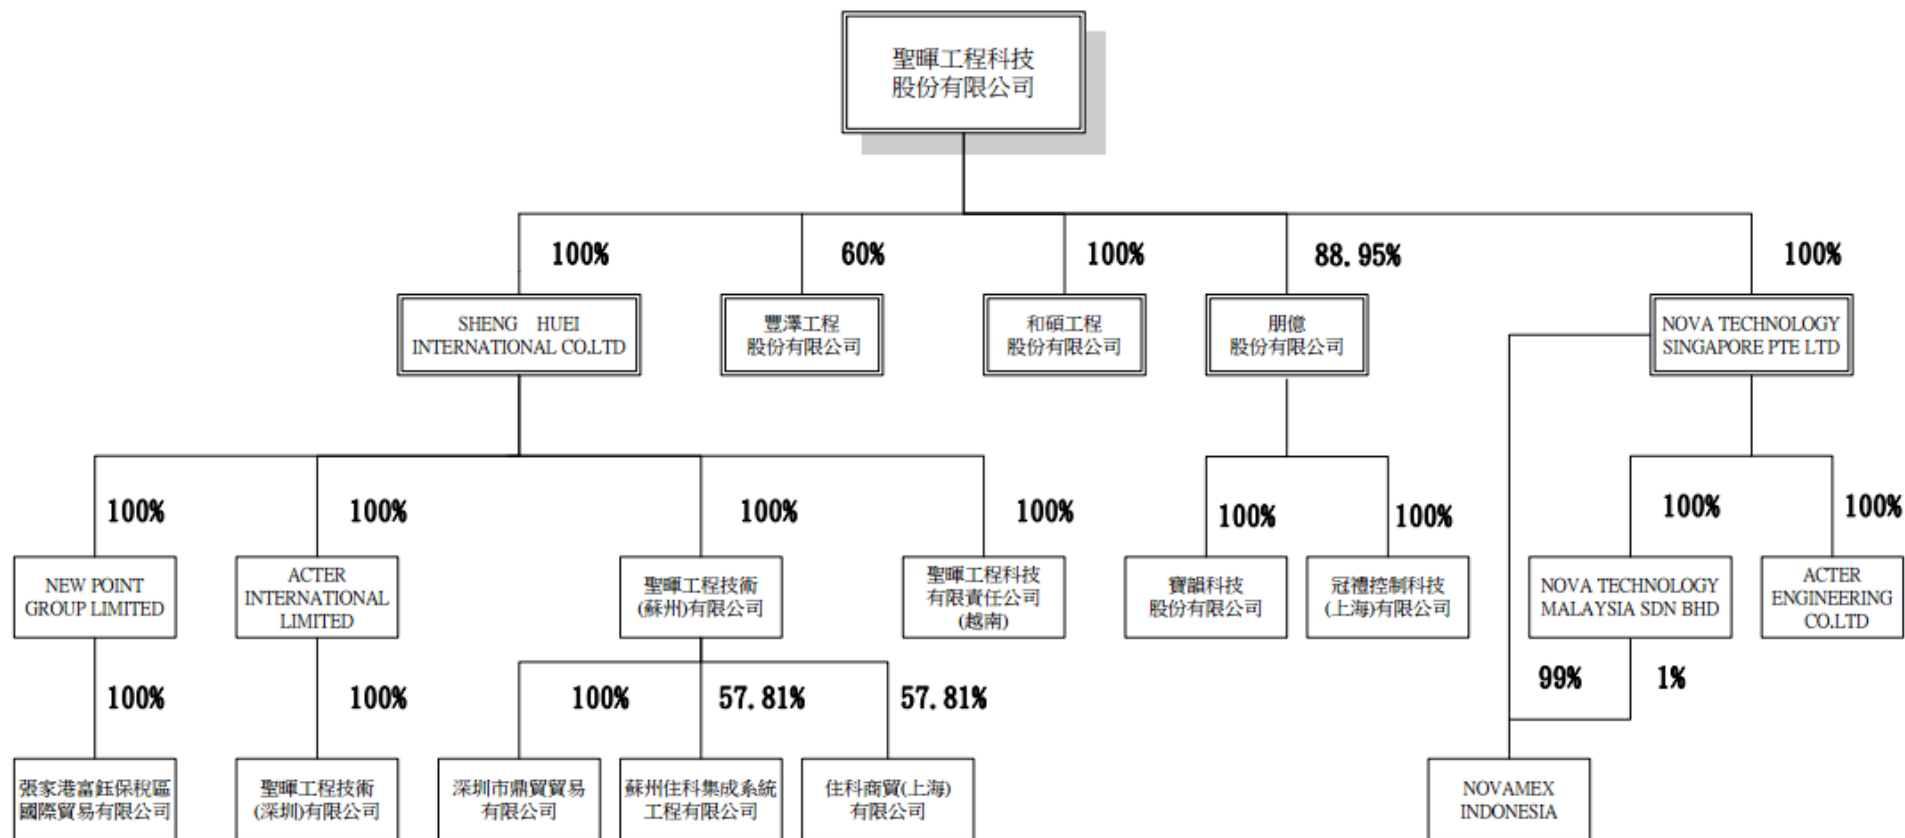 聖暉工程科技
股份有限公司
100%
60%
100%
88.95%
100%
SHENG HUEI
INTERNATIONAL CO.LTD
豐澤工程
股份有限公司
和碩工程
股份有限公司
朋億
股份有限公司
NOVA TECHNOLOGY
SINGAPORE PTE LTD
100%
100%
100%
100%
100%
100%
100%
100%
NEW POINT
GROUP LIMITED
ACTER
INTERNATIONAL
LIMITED
聖暉工程技術
(蘇州)有限公司
聖暉工程科技
有限責任公司
(越南)
寶韻科技
股份有限公司
冠禮控制科技
(上海)有限公司
NOVA TECHNOLOGY
MALAYSIA SDN BHD
ACTER
ENGINEERING
CO.LTD
100%
100%
100%
57.81%
57.81%
99%
1%
張家港富鈺保稅區
國際貿易有限公司
聖暉工程技術
(深圳)有限公司
深圳市鼎貿貿易
有限公司
蘇州住科集成系統
工程有限公司
住科商貿(上海)
有限公司
NOVAMEX
INDONESIA